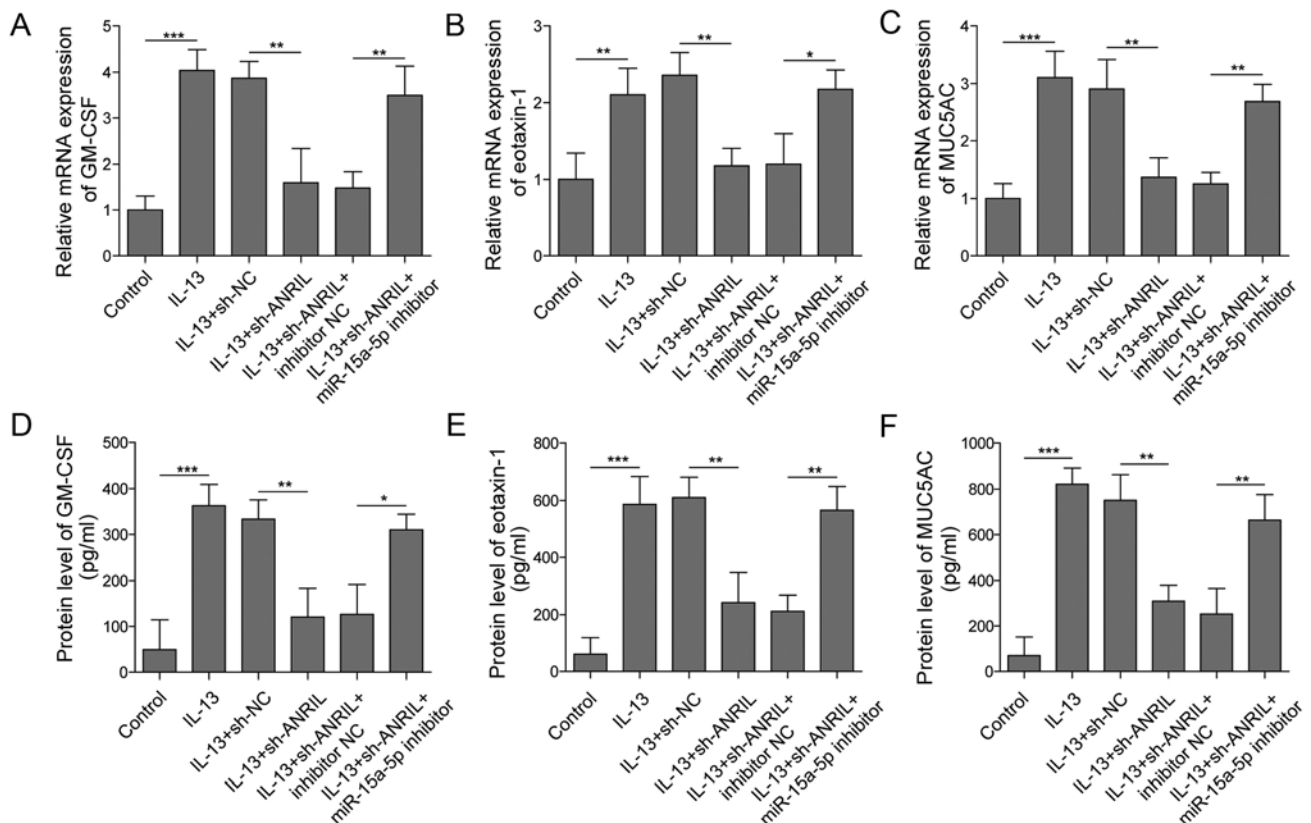 A
Relative mRNA expression
of GM-CSF
5
4
3
2
1
0
***
**
**
Control
IL-13
IL-13+sh-NC
IL-13+sh-ANRIL
IL-13+sh-ANRIL+
inhibitor NC
IL-13+sh-ANRIL+
miR-15a-5p inhibitor
B
Relative mRNA expression
of eotaxin-1
3
2
1
0
**
**
*
Control
IL-13
IL-13+sh-NC
IL-13+sh-ANRIL
IL-13+sh-ANRIL+
inhibitor NC
IL-13+sh-ANRIL+
miR-15a-5p inhibitor
C
Relative mRNA expression
of MUC5AC
4
3
2
1
0
***
**
**
Control
IL-13
IL-13+sh-NC
IL-13+sh-ANRIL
IL-13+sh-ANRIL+
inhibitor NC
IL-13+sh-ANRIL+
miR-15a-5p inhibitor
D
Protein level of GM-CSF
(pg/ml)
500
400
300
200
100
0
***
**
*
Control
IL-13
IL-13+sh-NC
IL-13+sh-ANRIL
IL-13+sh-ANRIL+
inhibitor NC
IL-13+sh-ANRIL+
miR-15a-5p inhibitor
E
Protein level of eotaxin-1
(pg/ml)
800
600
400
200
0
***
**
**
Control
IL-13
IL-13+sh-NC
IL-13+sh-ANRIL
IL-13+sh-ANRIL+
inhibitor NC
IL-13+sh-ANRIL+
miR-15a-5p inhibitor
F
Protein level of MUC5AC
(pg/ml)
1000
800
600
400
200
0
***
**
**
Control
IL-13
IL-13+sh-NC
IL-13+sh-ANRIL
IL-13+sh-ANRIL+
inhibitor NC
IL-13+sh-ANRIL+
miR-15a-5p inhibitor